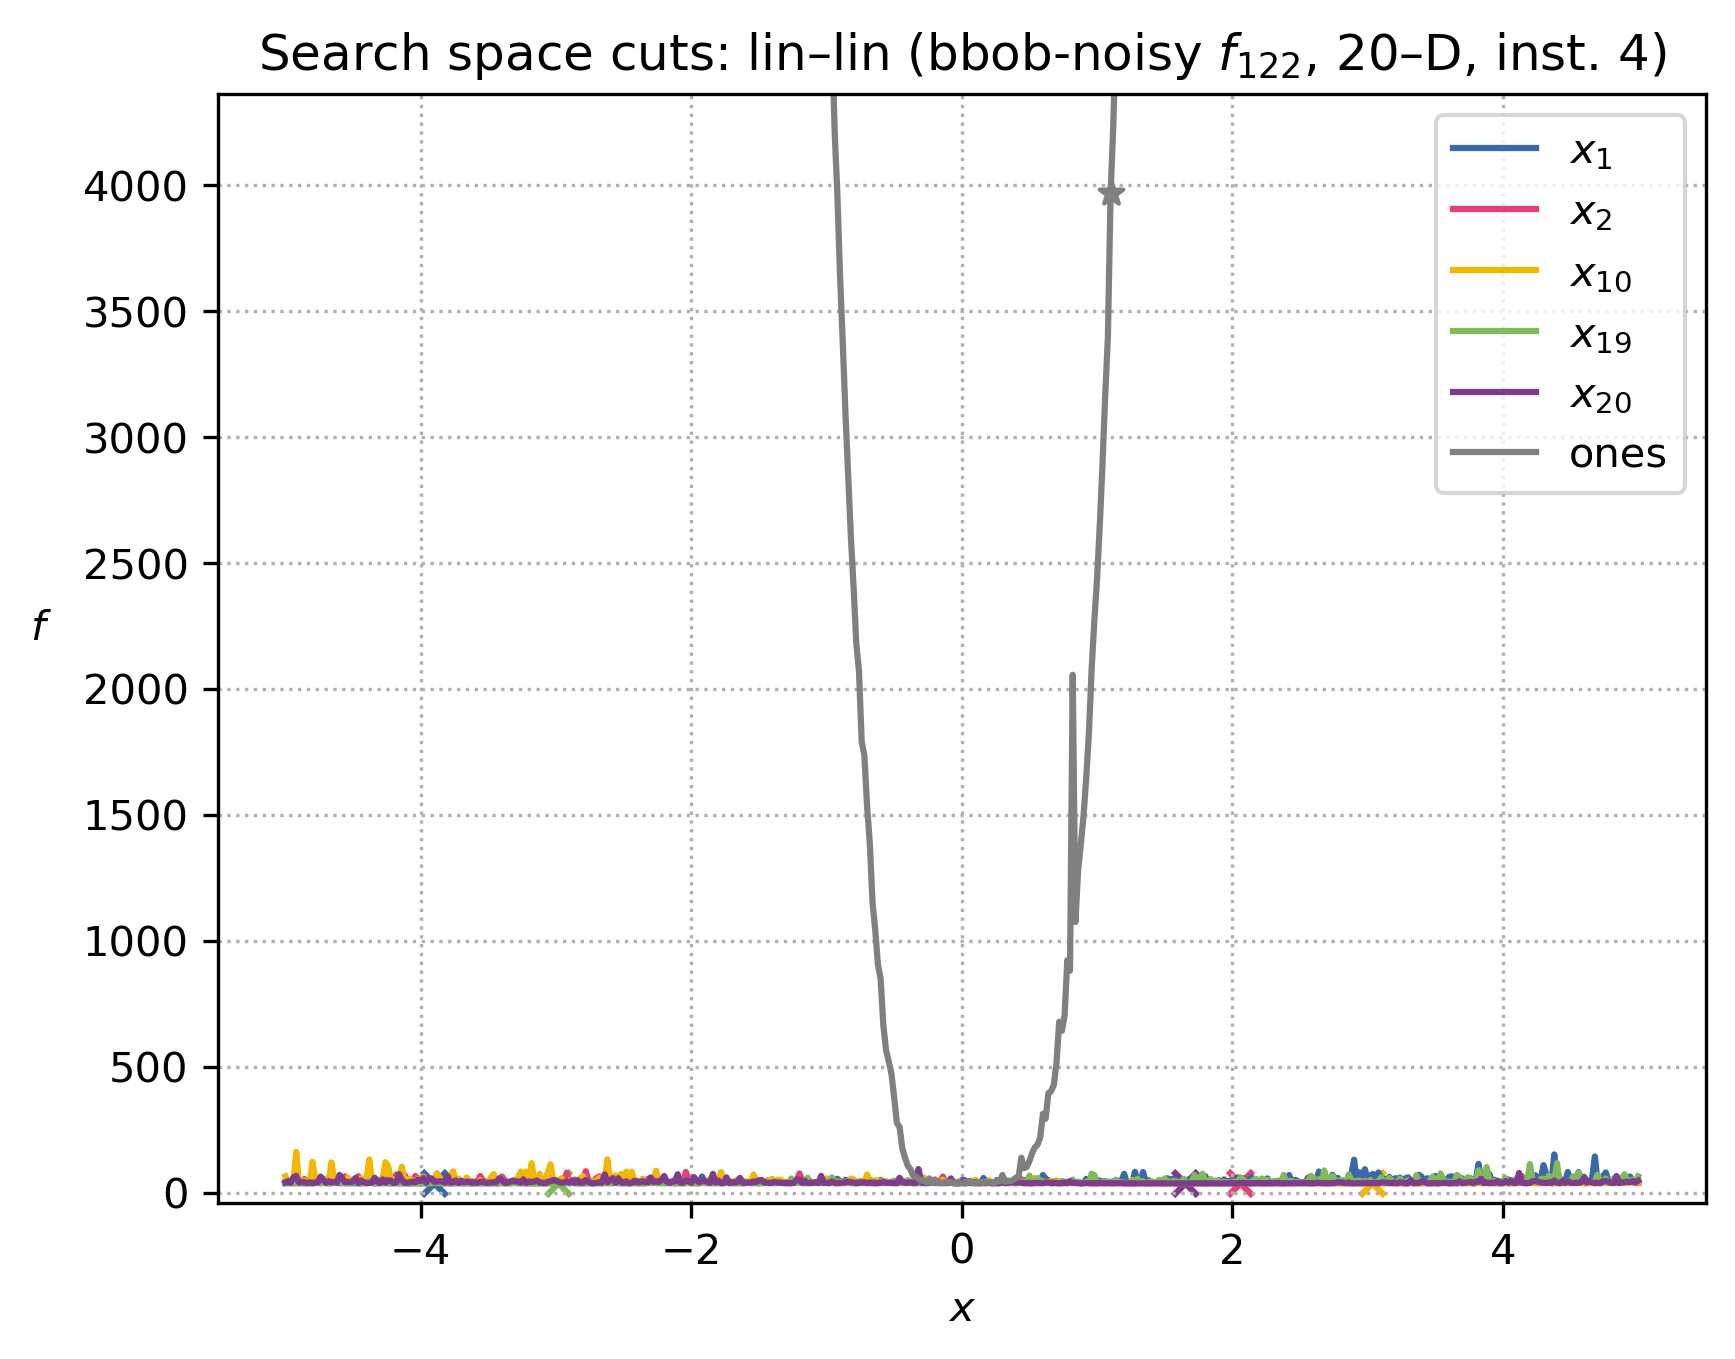 Search space cuts: lin–lin (bbob-noisy f₁₂₂, 20–D, inst. 4)
4000
3500
3000
2500
2000
1500
1000
500
0
f
−4 −2 0 2 4
x
x₁
x₂
x₁₀
x₁₉
x₂₀
ones